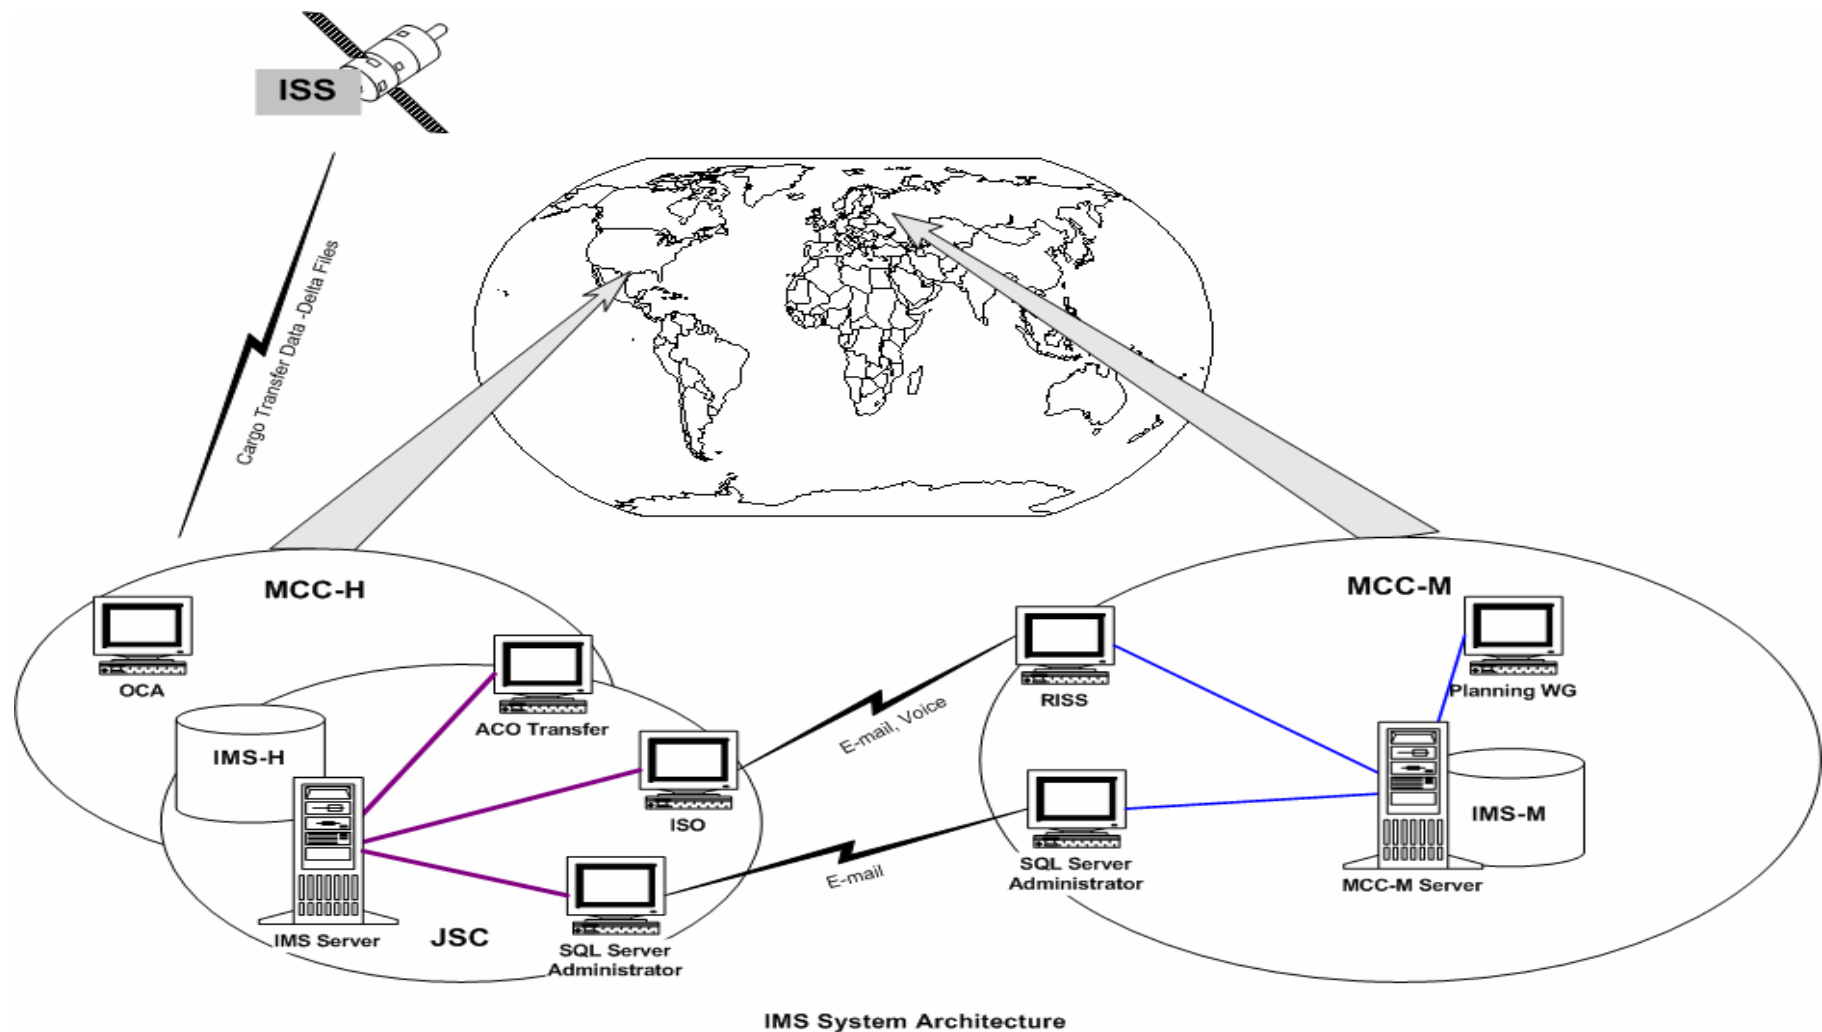 ISS
Cargo Transfer Data -Delta Files
MCC-H
OCA
ACO Transfer
IMS-H
ISO
IMS Server
JSC
SQL Server
Administrator
E-mail, Voice
E-mail
MCC-M
RISS
Planning WG
SQL Server
Administrator
IMS-M
MCC-M Server
IMS System Architecture